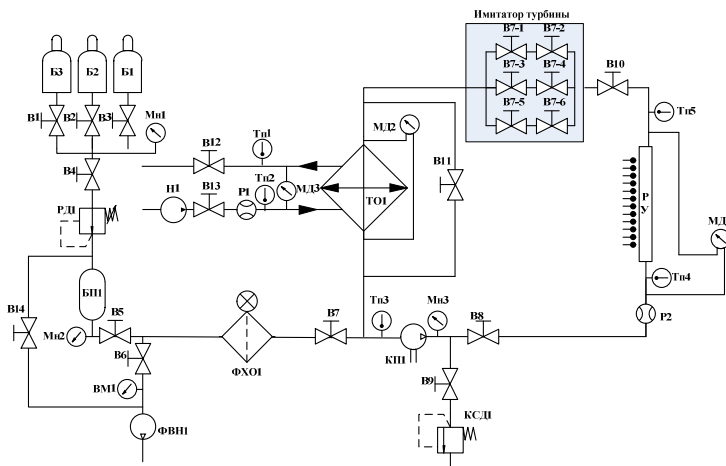 Имитатор турбины
В7-1
В7-2
В7-3
В7-4
В7-5
В7-6
В10
Б3
Б2
Б1
В1
В2
В3
Мн1
Тп5
В12
Тп1
МД2
В4
В11
Н1
В13
Р1
Тп2
МД3
ТО1
РУ
РД1
МД
БП1
Тп4
В14
В5
В7
Тп3
Мн3
В8
Р2
Мн2
В6
ФХО1
КП1
ВМ1
В9
КСД1
ФВН1